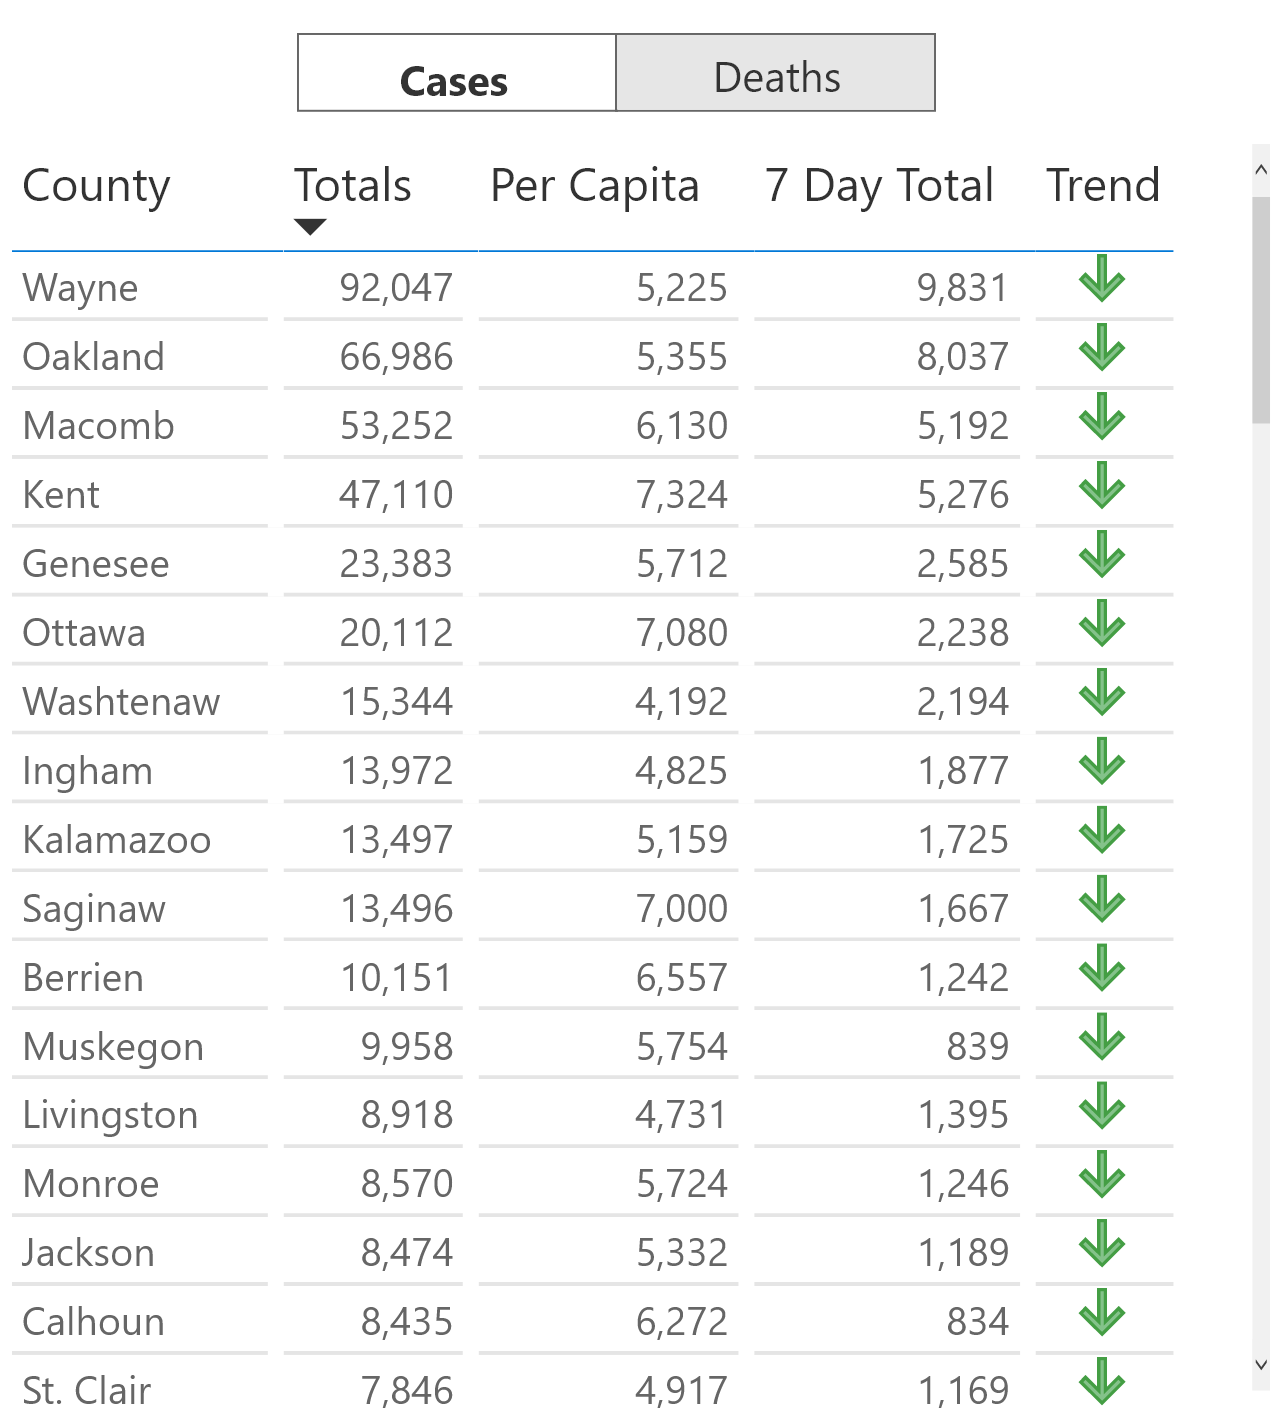 Cases Deaths
County Totals Per Capita 7 Day Total Trend
Wayne 92,047 5,225 9,831
Oakland 66,986 5,355 8,037
Macomb 53,252 6,130 5,192
Kent 47,110 7,324 5,276
Genesee 23,383 5,712 2,585
Ottawa 20,112 7,080 2,238
Washtenaw 15,344 4,192 2,194
Ingham 13,972 4,825 1,877
Kalamazoo 13,497 5,159 1,725
Saginaw 13,496 7,000 1,667
Berrien 10,151 6,557 1,242
Muskegon 9,958 5,754 839
Livingston 8,918 4,731 1,395
Monroe 8,570 5,724 1,246
Jackson 8,474 5,332 1,189
Calhoun 8,435 6,272 834
St. Clair 7,846 4,917 1,169